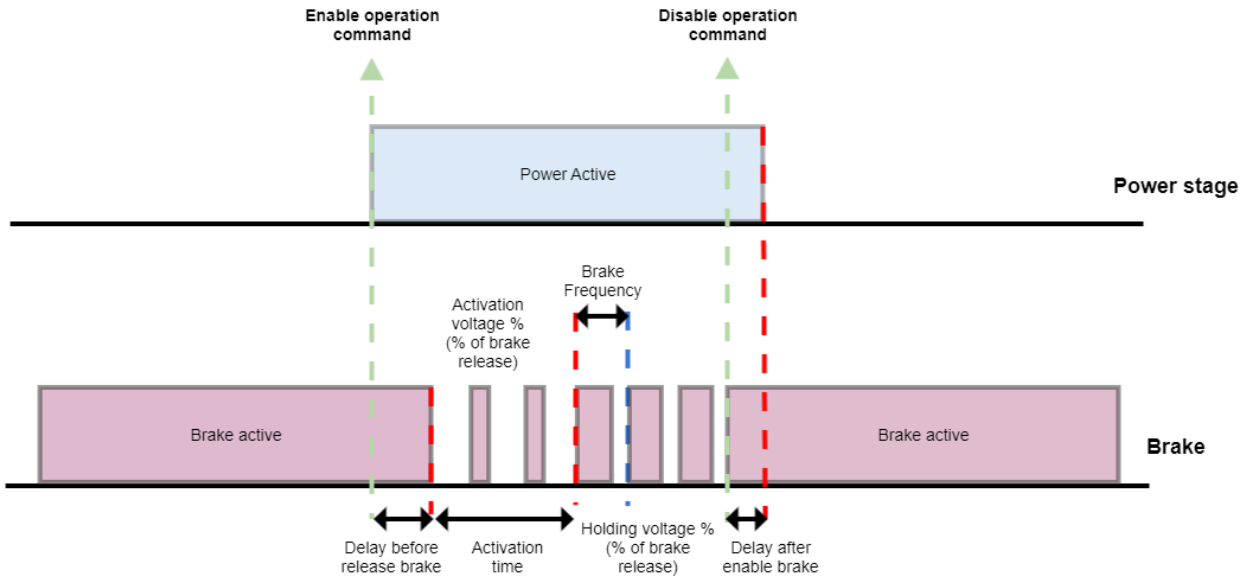 Enable operation
command
Disable operation
command
Power Active
Power stage
Brake
Frequency
Activation
voltage %
(% of brake
release)
Brake active
Brake active
Brake
Delay before
release brake
Activation
time
Holding voltage %
(% of brake
release)
Delay after
enable brake